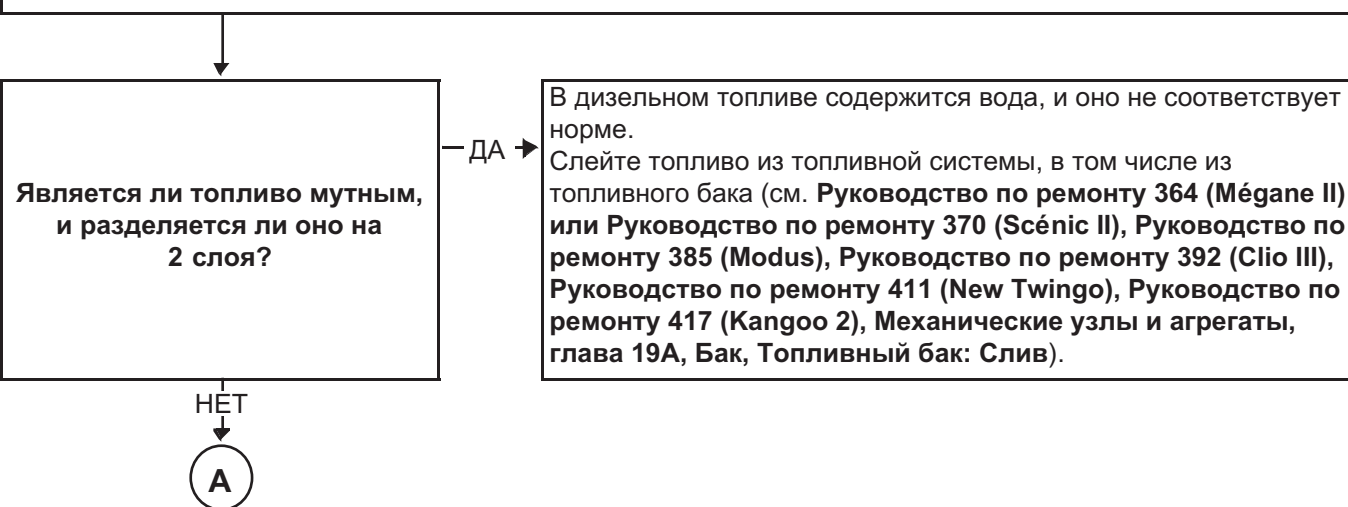 Является ли топливо мутным,
и разделяется ли оно на
2 слоя?
ДА
В дизельном топливе содержится вода, и оно не соответствует
норме.
Слейте топливо из топливной системы, в том числе из
топливного бака (см. Руководство по ремонту 364 (Mégane II)
или Руководство по ремонту 370 (Scénic II), Руководство по
ремонту 385 (Modus), Руководство по ремонту 392 (Clio III),
Руководство по ремонту 411 (New Twingo), Руководство по
ремонту 417 (Kangoo 2), Механические узлы и агрегаты,
глава 19A, Бак, Топливный бак: Слив).
НЕТ
A